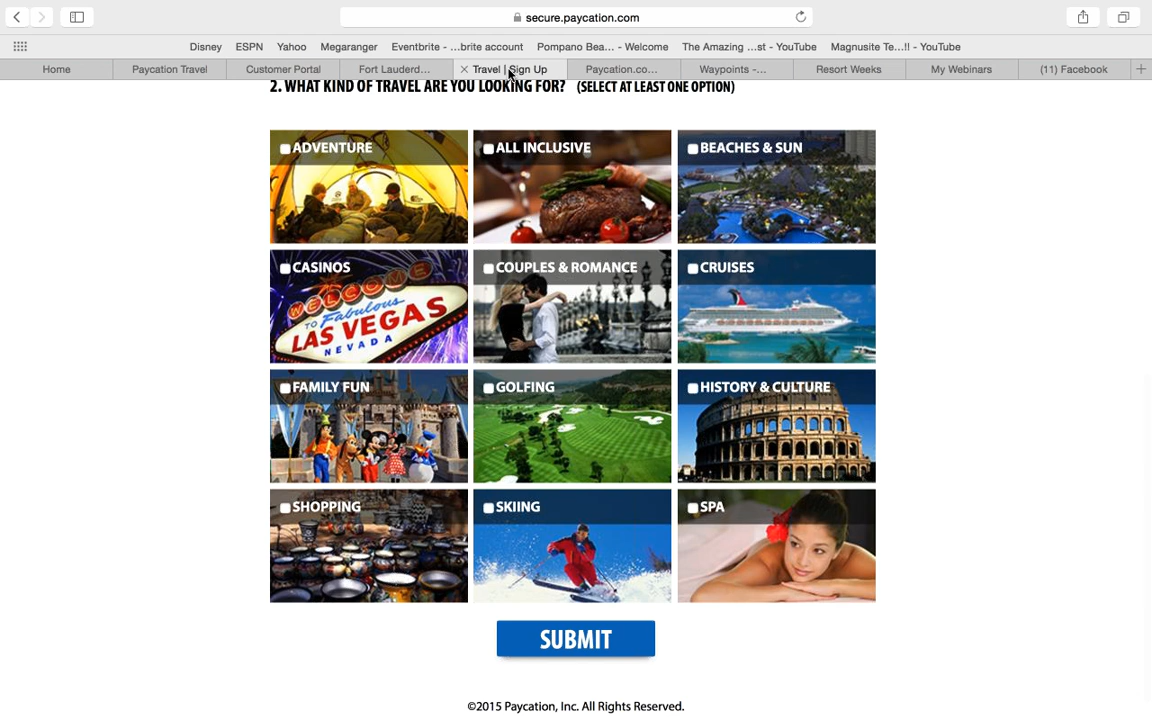 secure.paycation.com
Disney ESPN Yahoo Megaranger Eventbrite - ...brite account Pompano Bea... - Welcome The Amazing ...st - YouTube Magnusite Te...!! - YouTube
Home Paycation Travel Customer Portal Fort Lauderd... Travel | Sign Up Paycation.co... Waypoints -... Resort Weeks My Webinars (11) Facebook
2. WHAT KIND OF TRAVEL ARE YOU LOOKING FOR? (SELECT AT LEAST ONE OPTION)
ADVENTURE ALL INCLUSIVE BEACHES & SUN
CASINOS COUPLES & ROMANCE CRUISES
WELCOME
TO Fabulous
LAS VEGAS
NEVADA
FAMILY FUN GOLFING HISTORY & CULTURE
SHOPPING SKIING SPA
SUBMIT
©2015 Paycation, Inc. All Rights Reserved.